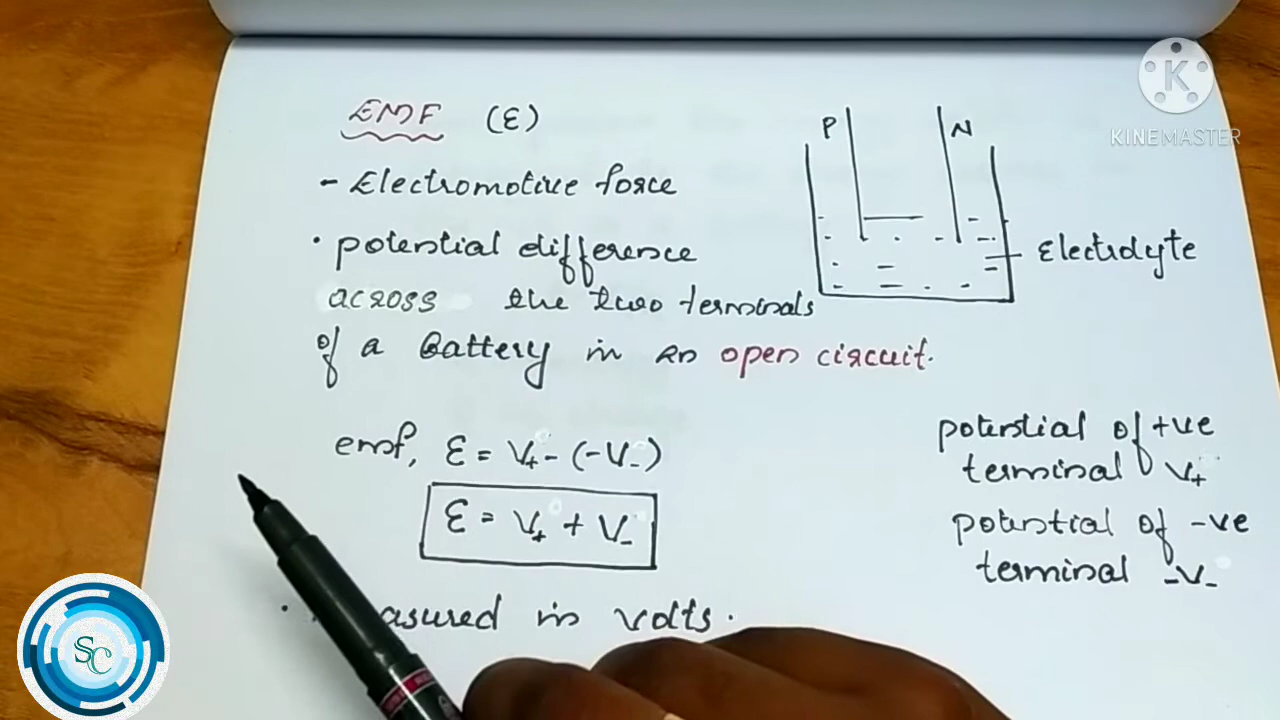 EMF (ε)
- Electromotive force
• potential difference
across the two terminals
of a Battery in an open circuit.
emf, ε = V₊ - (-V₋)
ε = V₊ + V₋
• asured in volts.
P N
Electrolyte
potential of +ve
terminal V₊
potential of -ve
terminal -V₋
K
KINEMASTER
SC